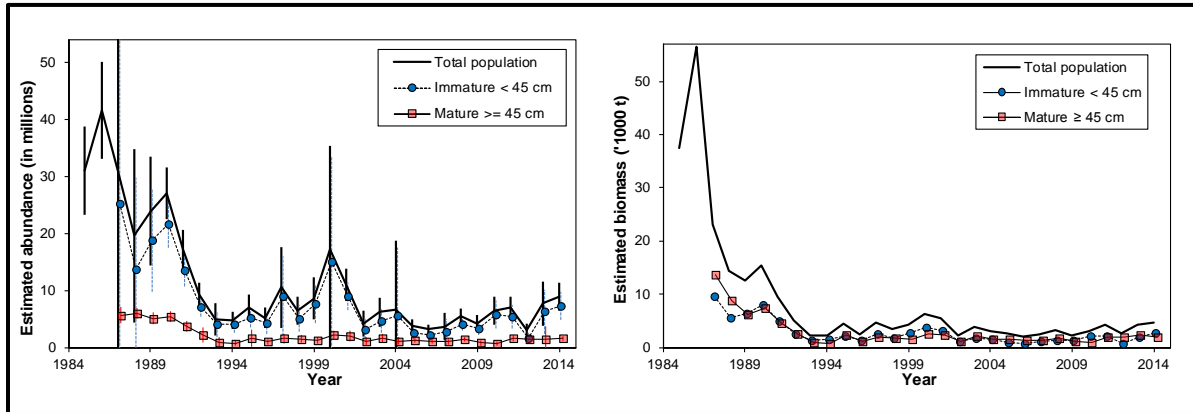 50
40
30
20
10
0
Estimated abundance (in millions)
Total population
Immature < 45 cm
Mature >= 45 cm
1984 1989 1994 1999 2004 2009 2014
Year
50
40
30
20
10
0
Estimated biomass ('1000 t)
Total population
Immature < 45 cm
Mature ≥ 45 cm
1984 1989 1994 1999 2004 2009 2014
Year